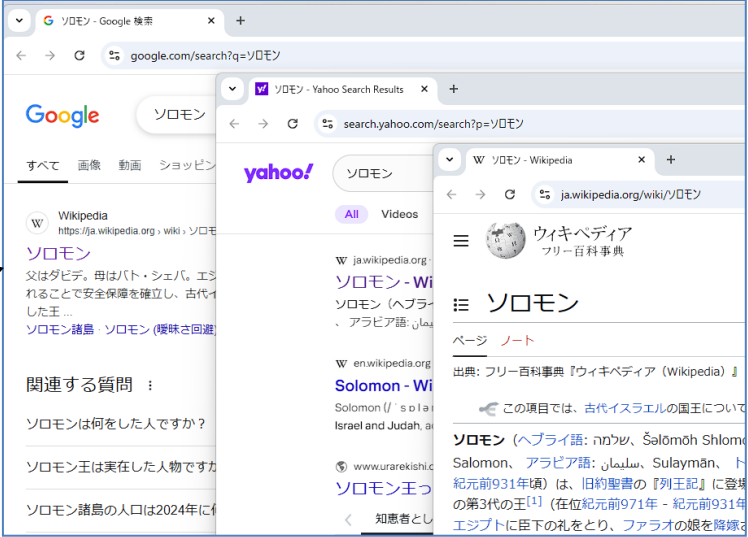 ソロモン - Google 検索
google.com/search?q=ソロモン
Google
ソロモン
すべて 画像 動画 ショッピン
Wikipedia
https://ja.wikipedia.org › wiki › ソロモ
ソロモン
父はダビデ。母はバト・シェバ。エジ
れることで安全保障を確立し、古代イ
した王 ...
ソロモン諸島 · ソロモン (曖昧さ回避)
関連する質問
ソロモンは何をした人ですか?
ソロモン王は実在した人物ですか
ソロモン諸島の人口は2024年に何
ソロモン - Yahoo Search Results
search.yahoo.com/search?p=ソロモン
yahoo!
ソロモン
All Videos
ja.wikipedia.org
ソロモン - Wi
ソロモン(ヘブライ
、アラビア語: سليمان
en.wikipedia.org
Solomon - Wi
Solomon (/ˈsɒləm
Israel and Judah, a
www.urarekishi.c
ソロモン王っ
知恵者とし
ソロモン - Wikipedia
ja.wikipedia.org/wiki/ソロモン
ウィキペディア
フリー百科事典
ソロモン
ページ ノート
出典: フリー百科事典『ウィキペディア(Wikipedia)』
この項目では、古代イスラエルの国王について
ソロモン(ヘブライ語: שלמה、Šalōmōh Shlomo
Salomon、 アラビア語: سليمان、Sulaymān、 ト
紀元前931年頃)は、旧約聖書の『列王記』に登場
の第3代の王[1](在位紀元前971年 - 紀元前931年
エジプトに臣下の礼をとり、ファラオの娘を降嫁さ